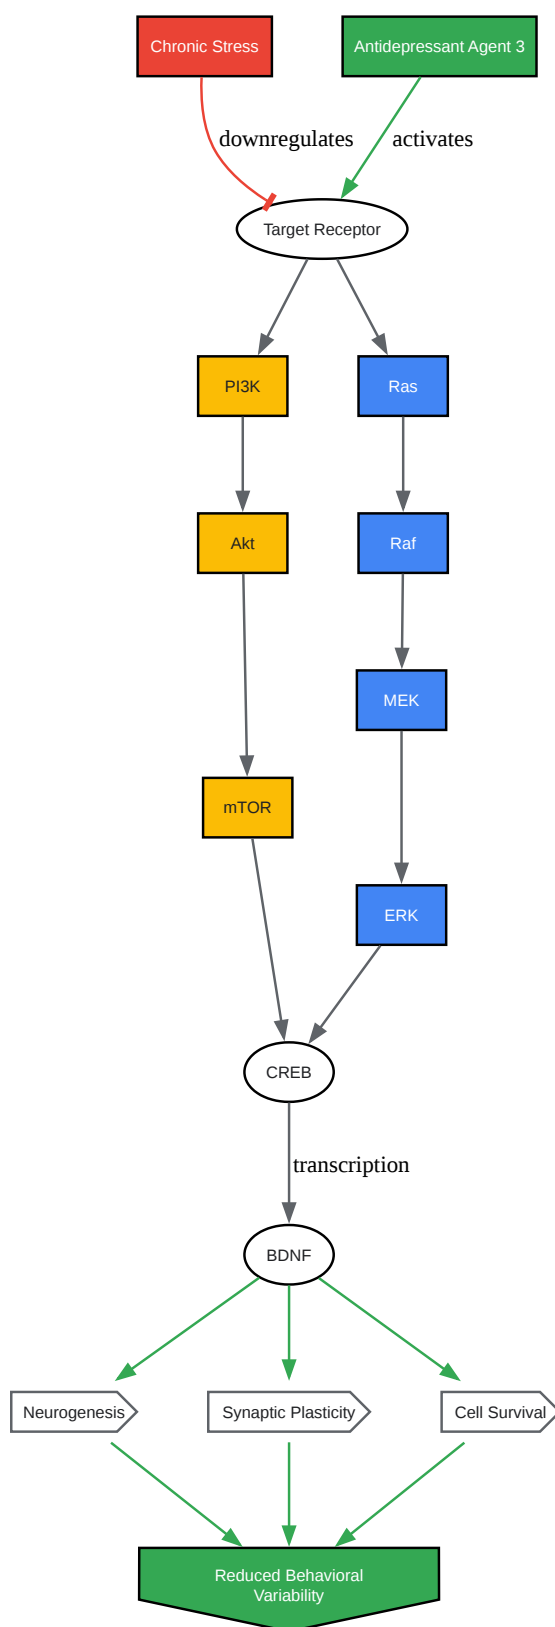 Chronic Stress
Antidepressant Agent 3
downregulates
activates
Target Receptor
PI3K
Ras
Akt
Raf
MEK
mTOR
ERK
CREB
transcription
BDNF
Neurogenesis
Synaptic Plasticity
Cell Survival
Reduced Behavioral
Variability